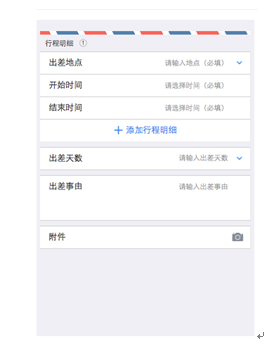 行程明细 ①
出差地点 请输入地点（必填）
开始时间 请选择时间（必填）
结束时间 请选择时间（必填）
+ 添加行程明细
出差天数 请输入出差天数
出差事由 请输入出差事由
附件